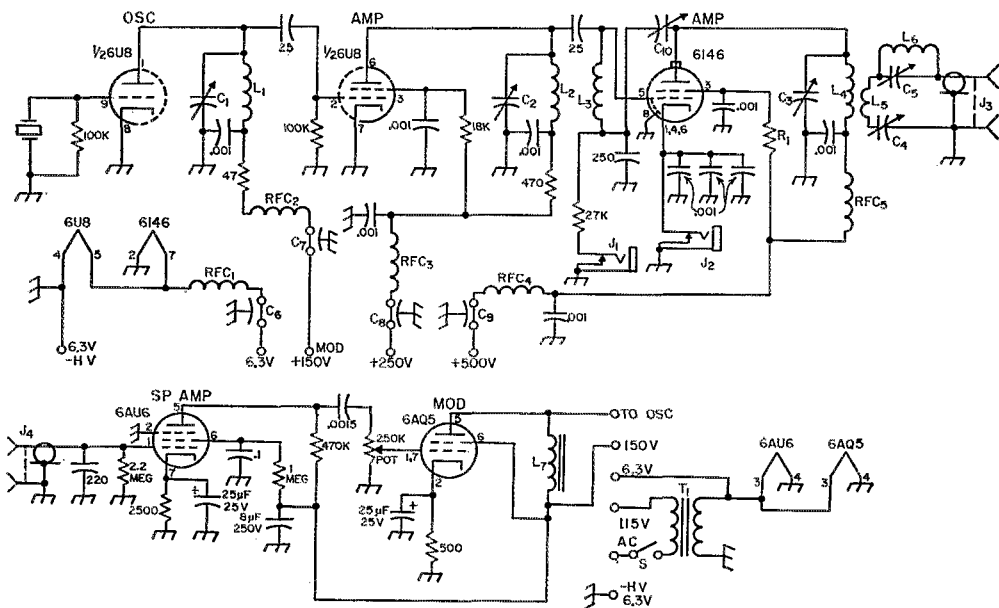 OSC
AMP
AMP
½6U8
25
½6U8
25
C10
6146
L6
1
9
8
100K
C1
L1
.001
47
6
2
3
7
100K
.001
18K
C2
L2
L3
.001
470
5
8
3
1,4,6
.001
250
.001
C3
L4
.001
R1
L5
C5
C4
J3
RFC2
C7
.001
RFC3
27K
J1
J2
RFC5
6U8
6146
4
5
2
7
RFC1
C6
C8
RFC4
C9
.001
6.3V
-HV
6.3V
MOD
+150V
+250V
+500V
SP AMP
MOD
6AU6
5
.0015
6AQ5
5
TO OSC
J4
2
1
7
6
470K
250K
POT
1,7
6
2
L7
150V
6AU6
6AQ5
220
2.2
MEG
.1
1
MEG
6.3V
3
4
3
4
2500
25µF
25V
8µF
250V
25µF
25V
500
115V
AC
S
T1
-HV
6.3V